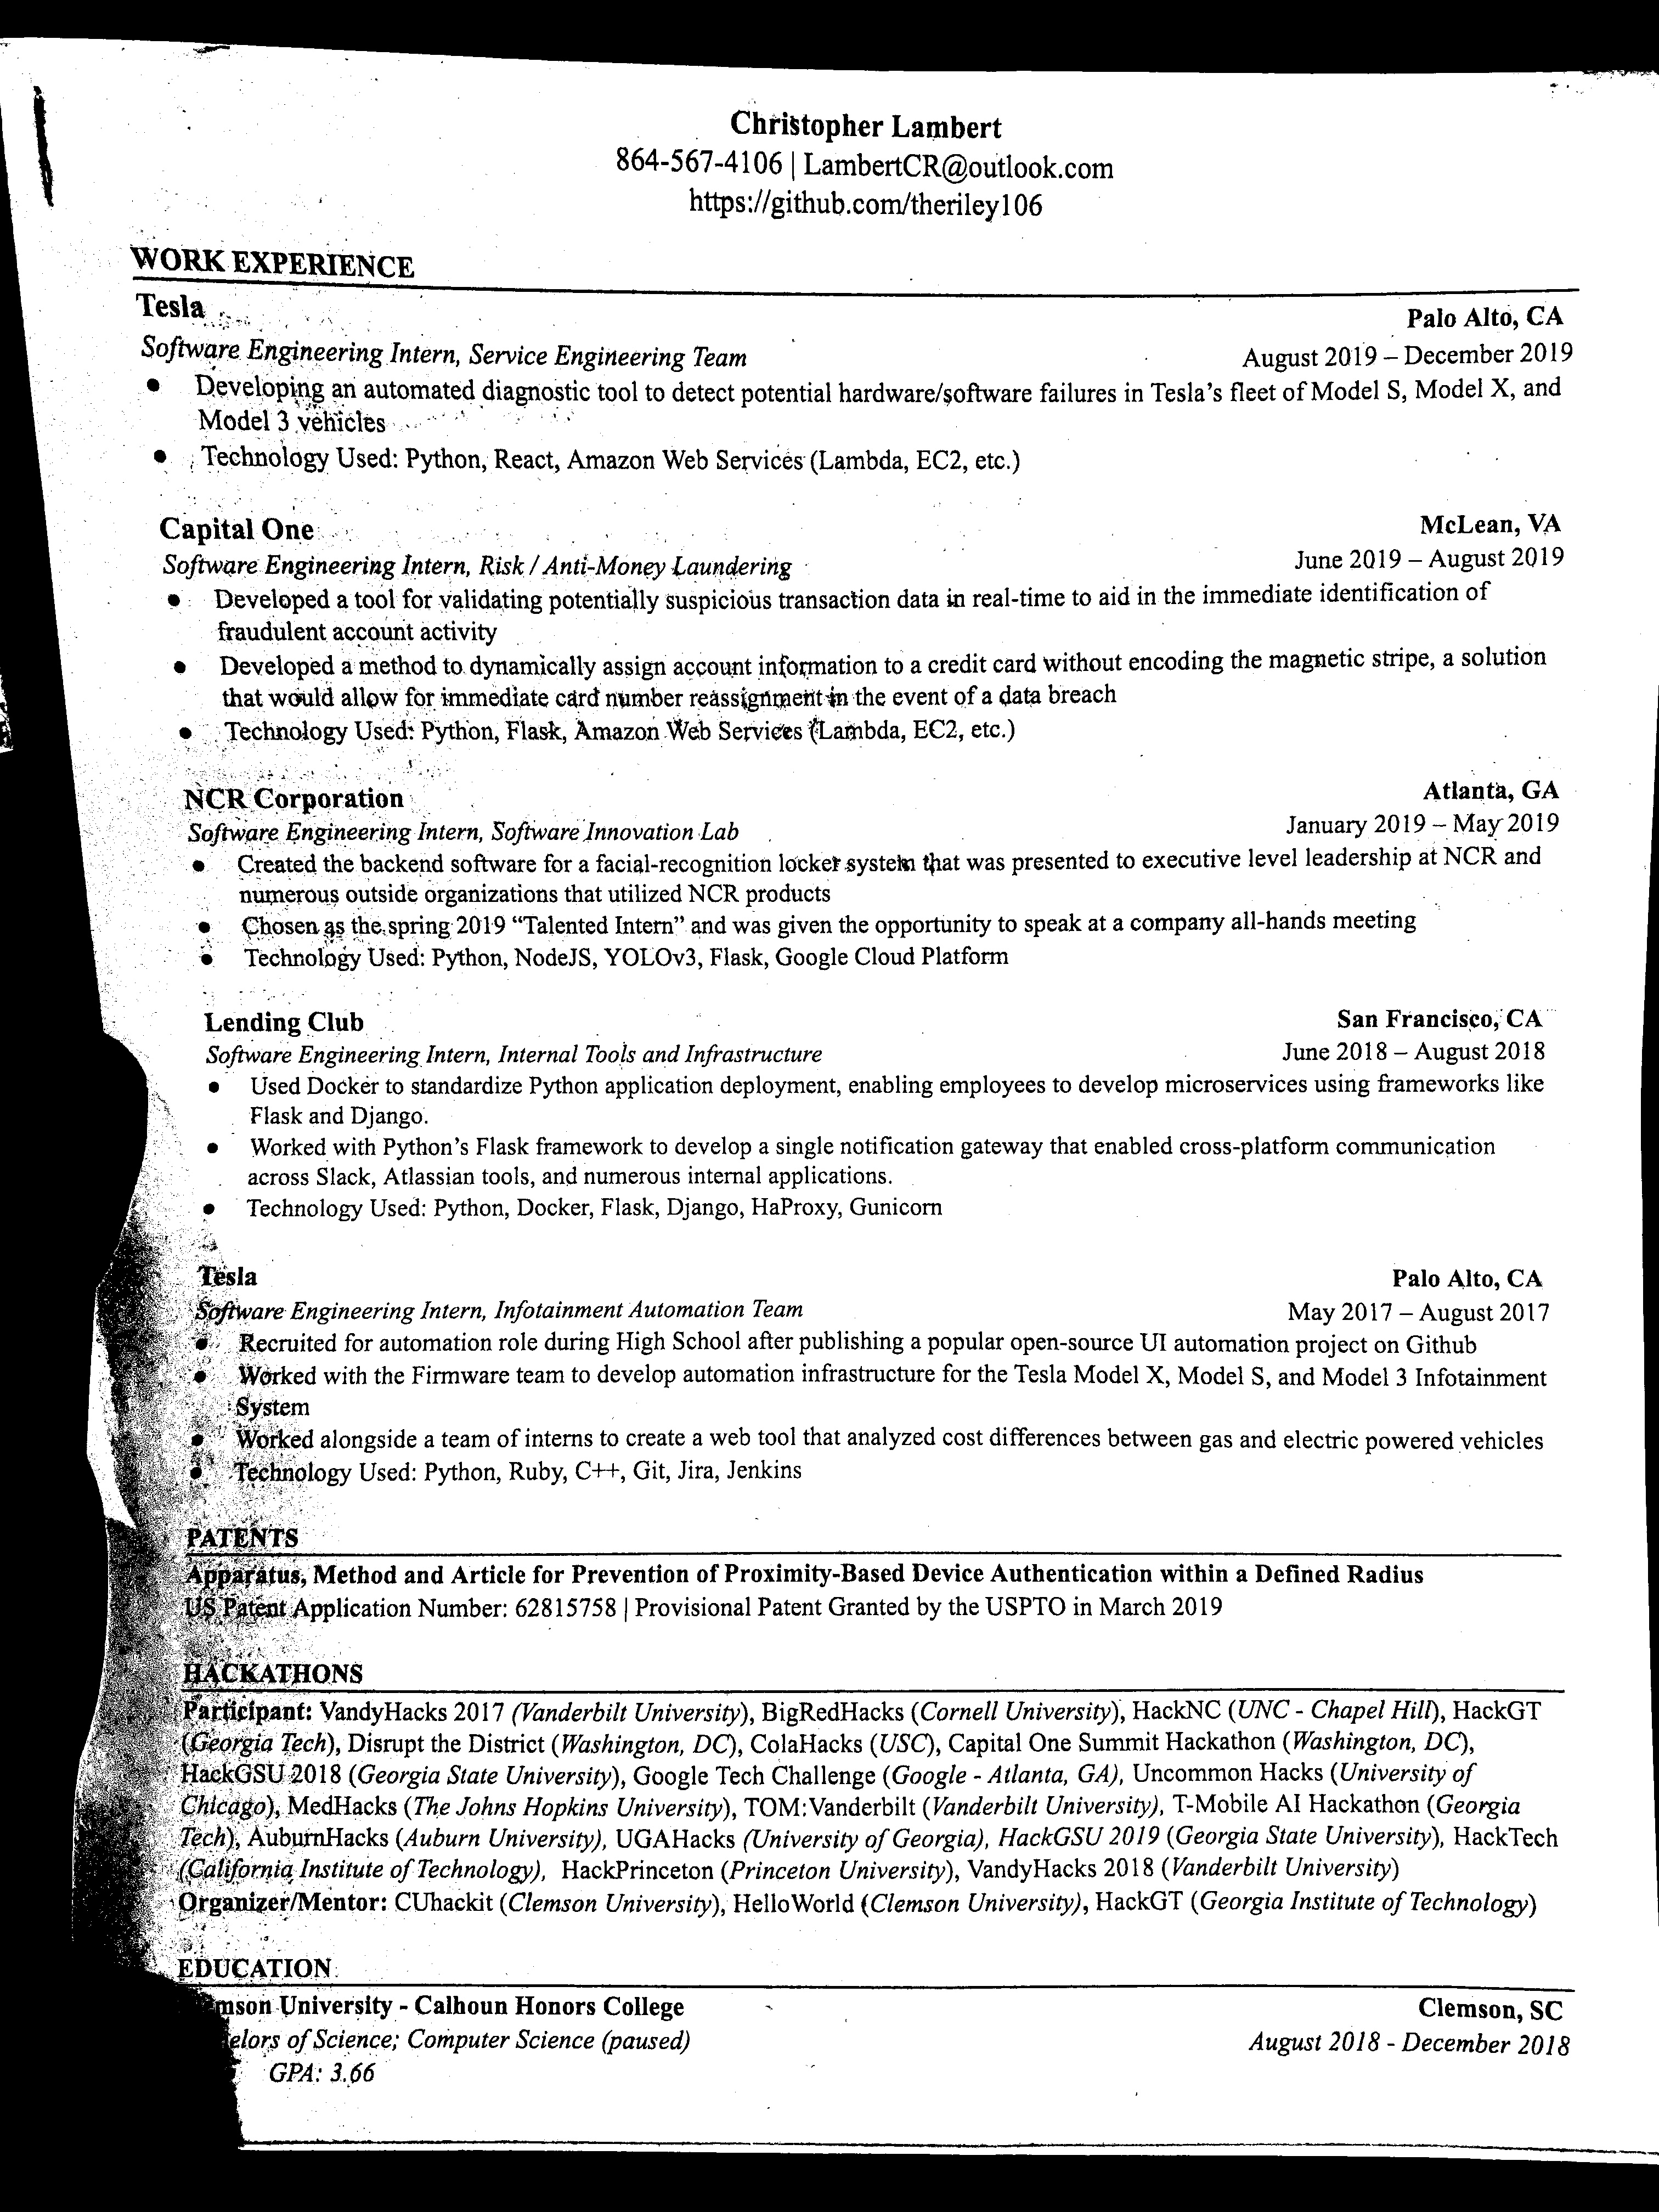 Christopher Lambert
864-567-4106 | LambertCR@outlook.com
https://github.com/theriley106
WORK EXPERIENCE
Tesla Palo Alto, CA
Software Engineering Intern, Service Engineering Team August 2019 – December 2019
● Developing an automated diagnostic tool to detect potential hardware/software failures in Tesla's fleet of Model S, Model X, and
Model 3 vehicles
● Technology Used: Python, React, Amazon Web Services (Lambda, EC2, etc.)
Capital One McLean, VA
Software Engineering Intern, Risk / Anti-Money Laundering June 2019 – August 2019
● Developed a tool for validating potentially suspicious transaction data in real-time to aid in the immediate identification of
fraudulent account activity
● Developed a method to dynamically assign account information to a credit card without encoding the magnetic stripe, a solution
that would allow for immediate card number reassignment in the event of a data breach
● Technology Used: Python, Flask, Amazon Web Services (Lambda, EC2, etc.)
NCR Corporation Atlanta, GA
Software Engineering Intern, Software Innovation Lab January 2019 – May 2019
● Created the backend software for a facial-recognition locker system that was presented to executive level leadership at NCR and
numerous outside organizations that utilized NCR products
● Chosen as the spring 2019 “Talented Intern” and was given the opportunity to speak at a company all-hands meeting
● Technology Used: Python, NodeJS, YOLOv3, Flask, Google Cloud Platform
Lending Club San Francisco, CA
Software Engineering Intern, Internal Tools and Infrastructure June 2018 – August 2018
● Used Docker to standardize Python application deployment, enabling employees to develop microservices using frameworks like
Flask and Django.
● Worked with Python's Flask framework to develop a single notification gateway that enabled cross-platform communication
across Slack, Atlassian tools, and numerous internal applications.
● Technology Used: Python, Docker, Flask, Django, HaProxy, Gunicorn
Tesla Palo Alto, CA
Software Engineering Intern, Infotainment Automation Team May 2017 – August 2017
● Recruited for automation role during High School after publishing a popular open-source UI automation project on Github
● Worked with the Firmware team to develop automation infrastructure for the Tesla Model X, Model S, and Model 3 Infotainment
System
● Worked alongside a team of interns to create a web tool that analyzed cost differences between gas and electric powered vehicles
● Technology Used: Python, Ruby, C++, Git, Jira, Jenkins
PATENTS
Apparatus, Method and Article for Prevention of Proximity-Based Device Authentication within a Defined Radius
US Patent Application Number: 62815758 | Provisional Patent Granted by the USPTO in March 2019
HACKATHONS
Participant: VandyHacks 2017 (Vanderbilt University), BigRedHacks (Cornell University), HackNC (UNC - Chapel Hill), HackGT
(Georgia Tech), Disrupt the District (Washington, DC), ColaHacks (USC), Capital One Summit Hackathon (Washington, DC),
HackGSU 2018 (Georgia State University), Google Tech Challenge (Google - Atlanta, GA), Uncommon Hacks (University of
Chicago), MedHacks (The Johns Hopkins University), TOM:Vanderbilt (Vanderbilt University), T-Mobile AI Hackathon (Georgia
Tech), AuburnHacks (Auburn University), UGAHacks (University of Georgia), HackGSU 2019 (Georgia State University), HackTech
(California Institute of Technology), HackPrinceton (Princeton University), VandyHacks 2018 (Vanderbilt University)
Organizer/Mentor: CUhackit (Clemson University), HelloWorld (Clemson University), HackGT (Georgia Institute of Technology)
EDUCATION
mson University - Calhoun Honors College Clemson, SC
elors of Science; Computer Science (paused) August 2018 - December 2018
GPA: 3.66